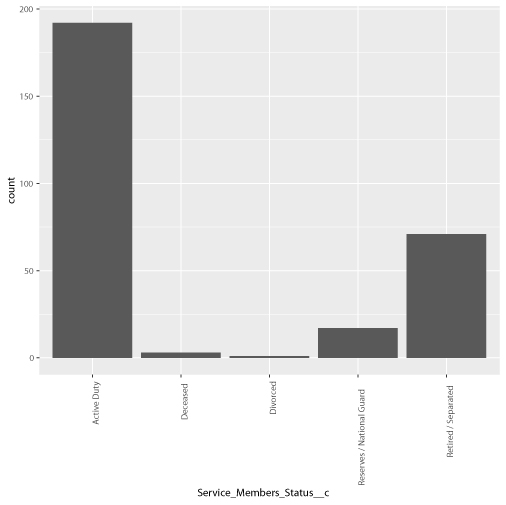 200
150
100
50
0
count
Active Duty
Deceased
Divorced
Reserves / National Guard
Retired / Separated
Service_Members_Status__c